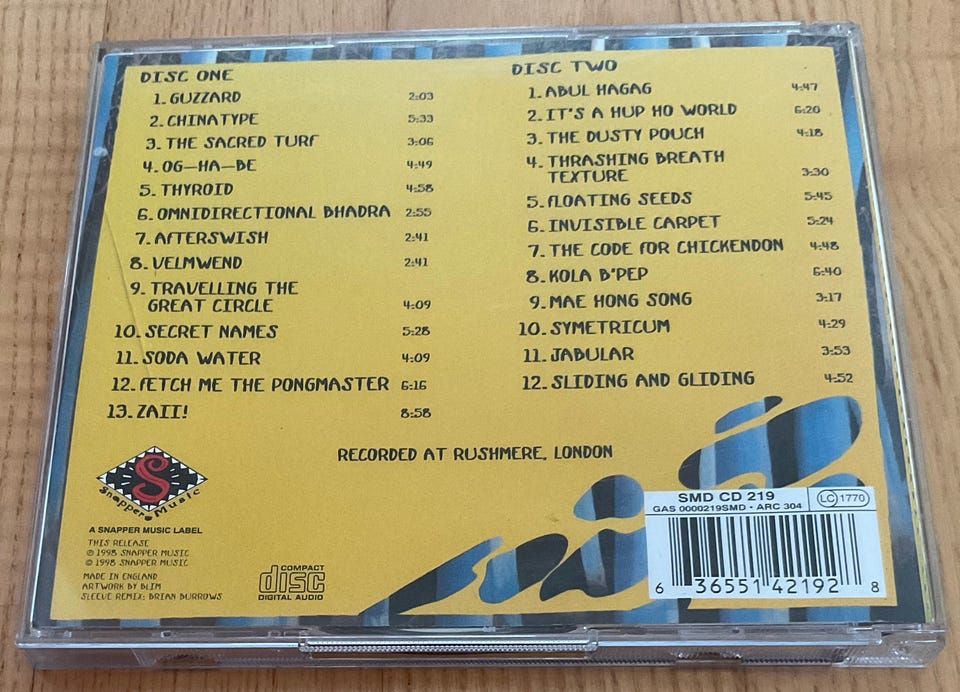 DISC ONE
1. GUZZARD 2:03
2. CHINATYPE 5:33
3. THE SACRED TURF 3:06
4. OG-HA-BE 4:49
5. THYROID 4:58
6. OMNIDIRECTIONAL BHADRA 2:55
7. AFTERSWISH 2:41
8. VELMWEND 2:41
9. TRAVELLING THE
GREAT CIRCLE 4:09
10. SECRET NAMES 5:28
11. SODA WATER 4:09
12. FETCH ME THE PONGMASTER 6:16
13. ZAII! 8:58
DISC TWO
1. ABUL HAGAG 4:47
2. IT'S A HUP HO WORLD 6:20
3. THE DUSTY POUCH 4:18
4. THRASHING BREATH
TEXTURE 3:30
5. FLOATING SEEDS 5:45
6. INVISIBLE CARPET 5:24
7. THE CODE FOR CHICKENDON 4:48
8. KOLA B'PEP 6:40
9. MAE HONG SONG 3:17
10. SYMETRICUM 4:29
11. JABULAR 3:53
12. SLIDING AND GLIDING 4:52
RECORDED AT RUSHMERE, LONDON
S
Snapper Music
A SNAPPER MUSIC LABEL
THIS RELEASE
℗ 1998 SNAPPER MUSIC
© 1998 SNAPPER MUSIC
MADE IN ENGLAND
ARTWORK BY BLIM
SLEEVE REMIX: BRIAN BURROWS
COMPACT
disc
DIGITAL AUDIO
SMD CD 219
LC 1770
GAS 0000219SMD • ARC 304
6 36551 42192 8